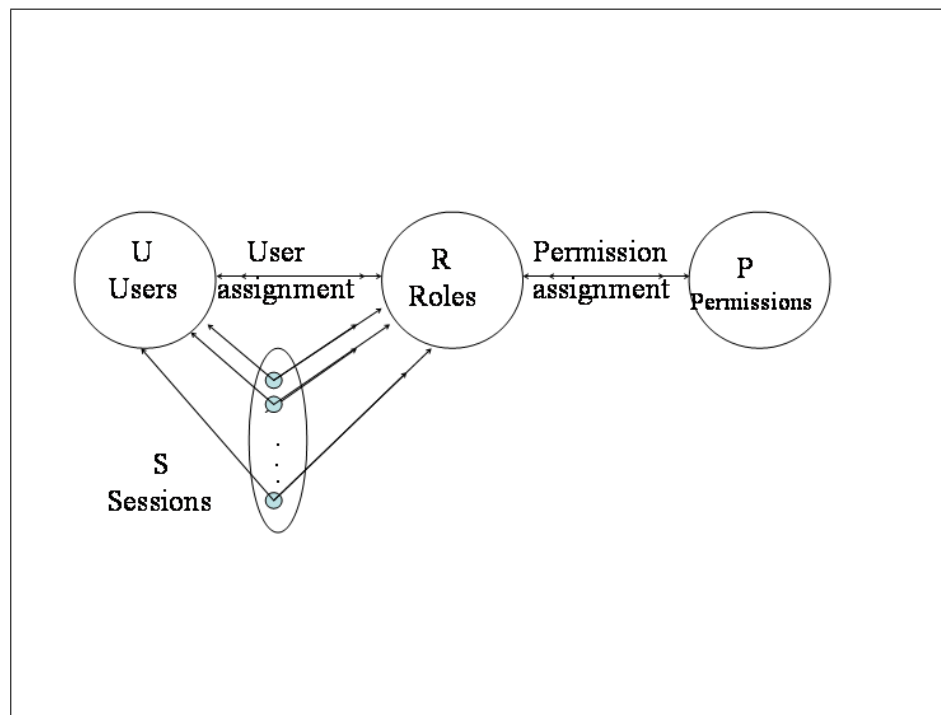 U
Users
User
assignment
R
Roles
Permission
assignment
P
Permissions
S
Sessions